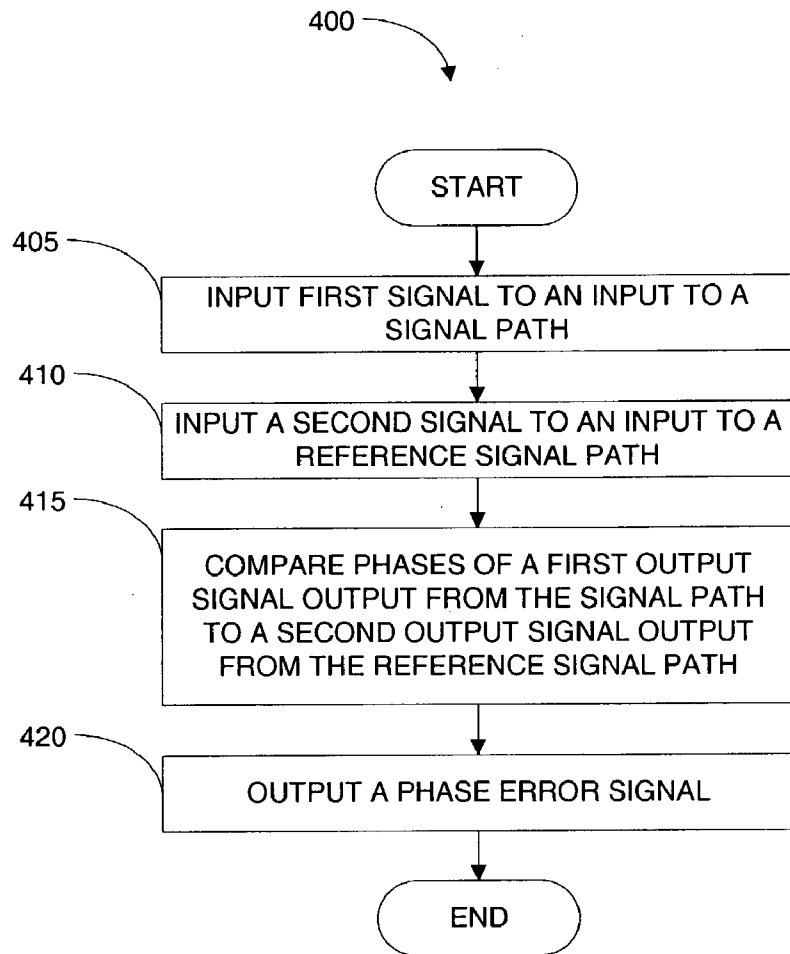 400
START
405
INPUT FIRST SIGNAL TO AN INPUT TO A
SIGNAL PATH
410
INPUT A SECOND SIGNAL TO AN INPUT TO A
REFERENCE SIGNAL PATH
415
COMPARE PHASES OF A FIRST OUTPUT
SIGNAL OUTPUT FROM THE SIGNAL PATH
TO A SECOND OUTPUT SIGNAL OUTPUT
FROM THE REFERENCE SIGNAL PATH
420
OUTPUT A PHASE ERROR SIGNAL
END